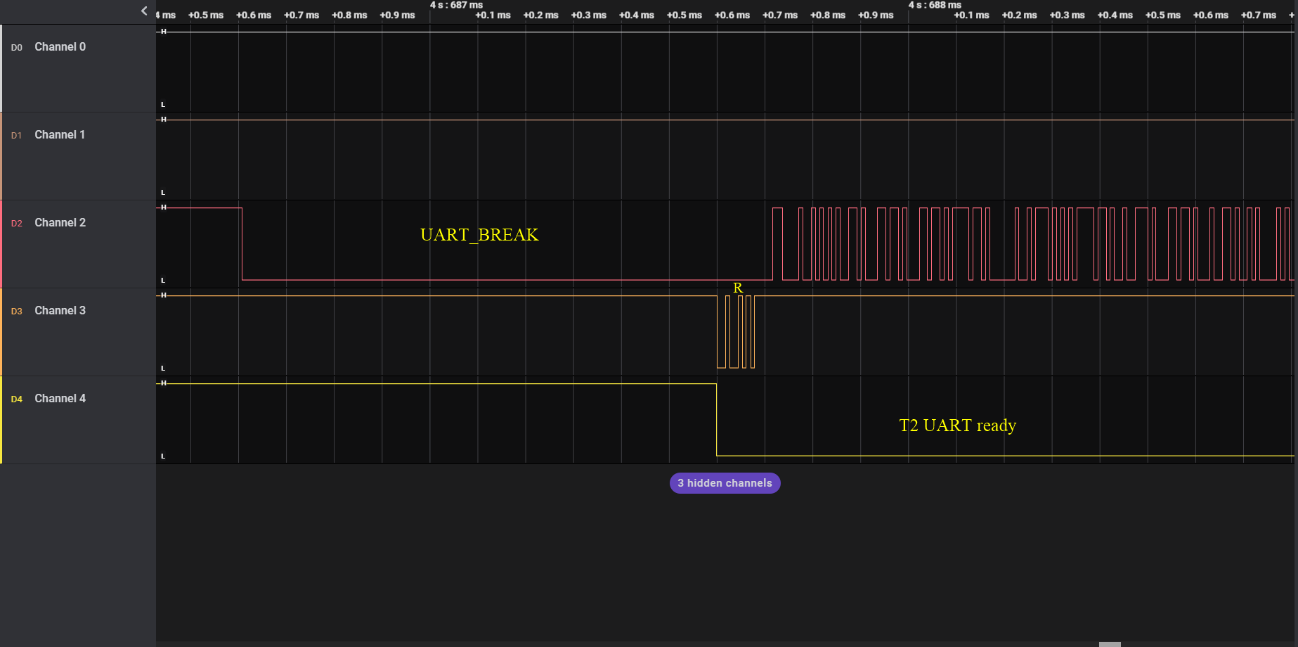 4 s : 687 ms
4 s : 688 ms
4 ms +0.5 ms +0.6 ms +0.7 ms +0.8 ms +0.9 ms +0.1 ms +0.2 ms +0.3 ms +0.4 ms +0.5 ms +0.6 ms +0.7 ms +0.8 ms +0.9 ms +0.1 ms +0.2 ms +0.3 ms +0.4 ms +0.5 ms +0.6 ms +0.7 ms +
D0 Channel 0
H
L
D1 Channel 1
H
L
D2 Channel 2
H
UART_BREAK
L
D3 Channel 3
R
H
L
D4 Channel 4
H
T2 UART ready
L
3 hidden channels